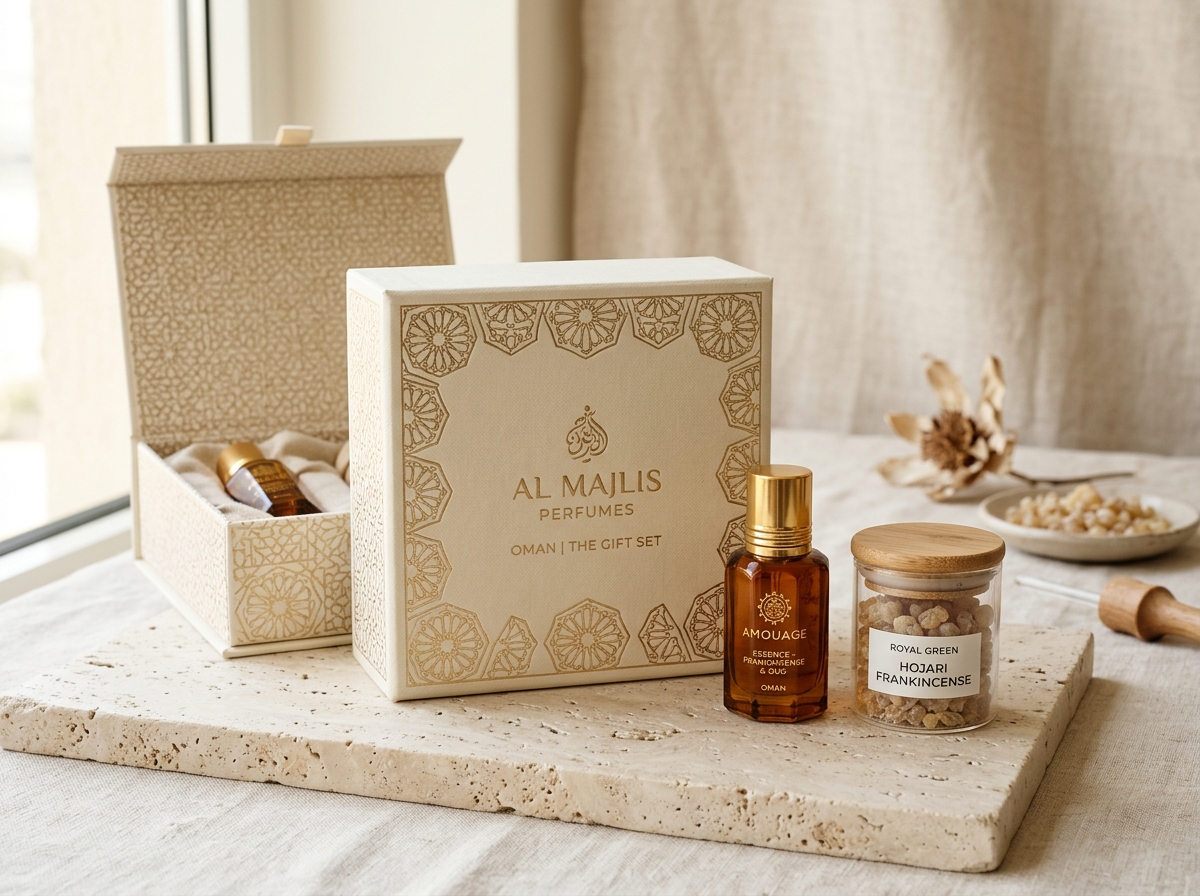 AL MAJLIS
PERFUMES
OMAN | THE GIFT SET
AMOUAGE
ESSENCE –
& OUG
OMAN
ROYAL GREEN
HOJARI
FRANKINCENSE